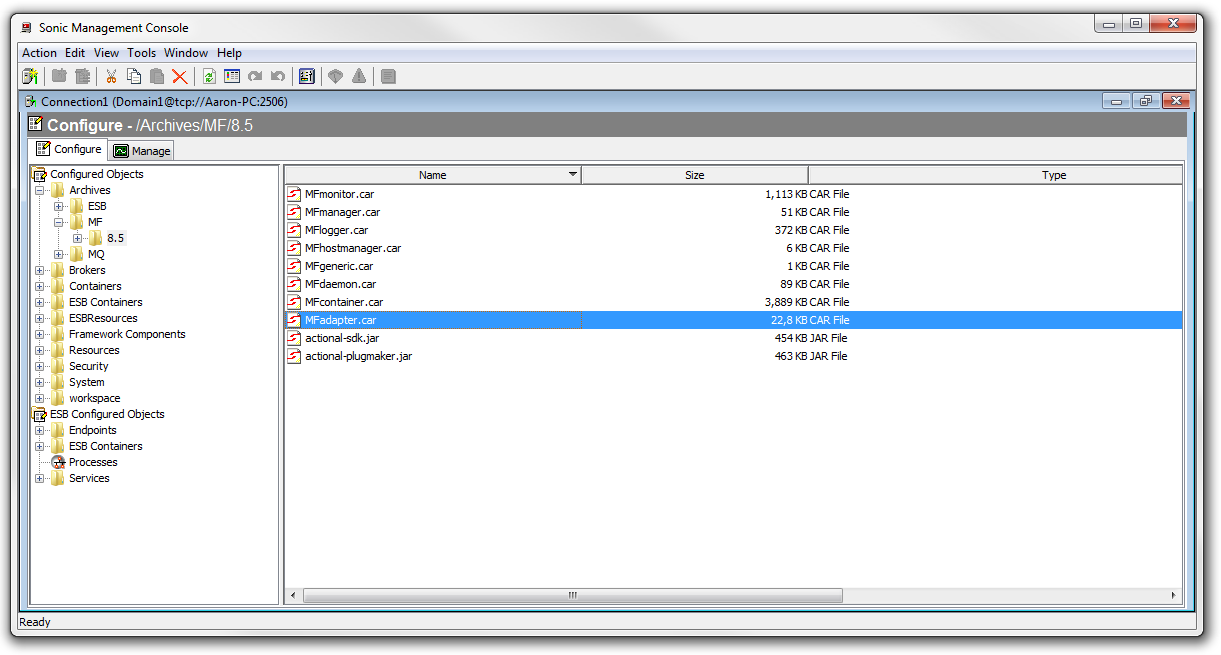 Sonic Management Console
Action Edit View Tools Window Help
Connection1 (Domain1@tcp://Aaron-PC:2506)
Configure - /Archives/MF/8.5
Configure Manage
Configured Objects
Archives
ESB
MF
8.5
MQ
Brokers
Containers
ESB Containers
ESBResources
Framework Components
Resources
Security
System
workspace
ESB Configured Objects
Endpoints
ESB Containers
Processes
Services
Name Size Type
MFmonitor.car 1,113 KB CAR File
MFmanager.car 51 KB CAR File
MFlogger.car 372 KB CAR File
MFhostmanager.car 6 KB CAR File
MFgeneric.car 1 KB CAR File
MFdaemon.car 89 KB CAR File
MFcontainer.car 3,889 KB CAR File
MFadapter.car 22,8 KB CAR File
actional-sdk.jar 454 KB JAR File
actional-plugmaker.jar 463 KB JAR File
Ready